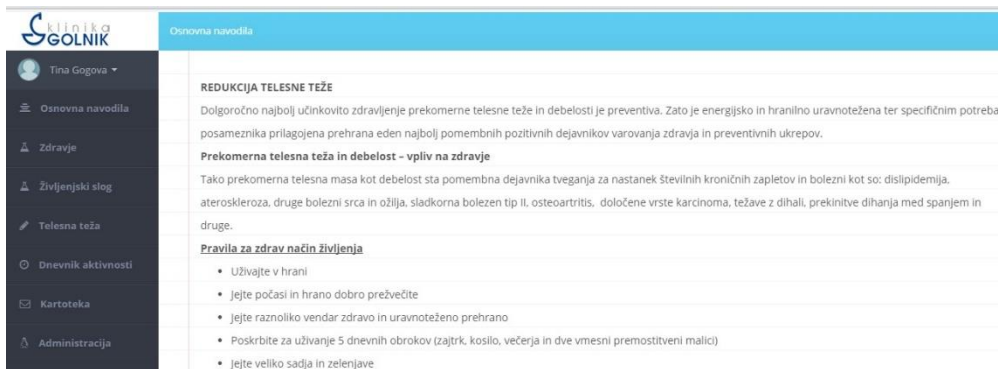 klinika
GOLNIK
Osnovna navodila
Tina Gogova
Osnovna navodila
Zdravje
Življenjski slog
Telesna teža
Dnevnik aktivnosti
Kartoteka
Administracija
REDUKCIJA TELESNE TEŽE
Dolgoročno najbolj učinkovito zdravljenje prekomerne telesne teže in debelosti je preventiva. Zato je energijsko in hranilno uravnotežena ter specifičnim potreba
posameznika prilagojena prehrana eden najbolj pomembnih pozitivnih dejavnikov varovanja zdravja in preventivnih ukrepov.
Prekomerna telesna teža in debelost – vpliv na zdravje
Tako prekomerna telesna masa kot debelost sta pomembna dejavnika tveganja za nastanek številnih kroničnih zapletov in bolezni kot so: dislipidemija,
ateroskleroza, druge bolezni srca in ožilja, sladkorna bolezen tip II, osteoartritis, določene vrste karcinoma, težave z dihali, prekinitve dihanja med spanjem in
druge.
Pravila za zdrav način življenja
• Uživajte v hrani
• Jejte počasi in hrano dobro prežvečite
• Jejte raznoliko vendar zdravo in uravnoteženo prehrano
• Poskrbite za uživanje 5 dnevnih obrokov (zajtrk, kosilo, večerja in dve vmesni premostitveni malici)
• Jejte veliko sadja in zelenjave